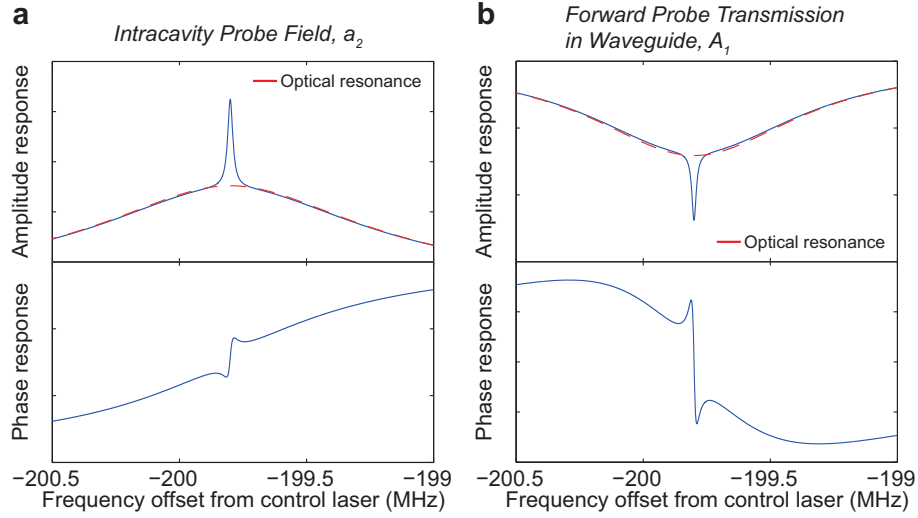 a
Intracavity Probe Field, a2
Amplitude response
Optical resonance
Phase response
−200.5 −200 −199.5 −199
Frequency offset from control laser (MHz)
b
Forward Probe Transmission
in Waveguide, A1
Amplitude response
Optical resonance
Phase response
−200.5 −200 −199.5 −199
Frequency offset from control laser (MHz)